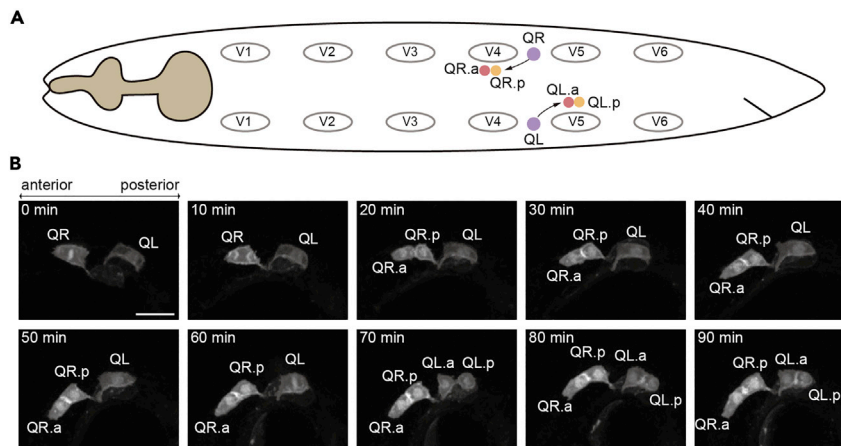 A
V1 V2 V3 V4 QR V5 V6
QR.a
QR.p
QL.a
QL.p
V1 V2 V3 V4 QL V5 V6
B
anterior posterior
0 min
QR QL
10 min
QR QL
20 min
QR.p QL
QR.a
30 min
QR.p QL
QR.a
40 min
QR.p QL
QR.a
50 min
QR.p QL
QR.a
60 min
QR.p QL
QR.a
70 min
QL.a QL.p
QR.p
QR.a
80 min
QR.p QL.a
QR.a QL.p
90 min
QR.p QL.a
QR.a QL.p